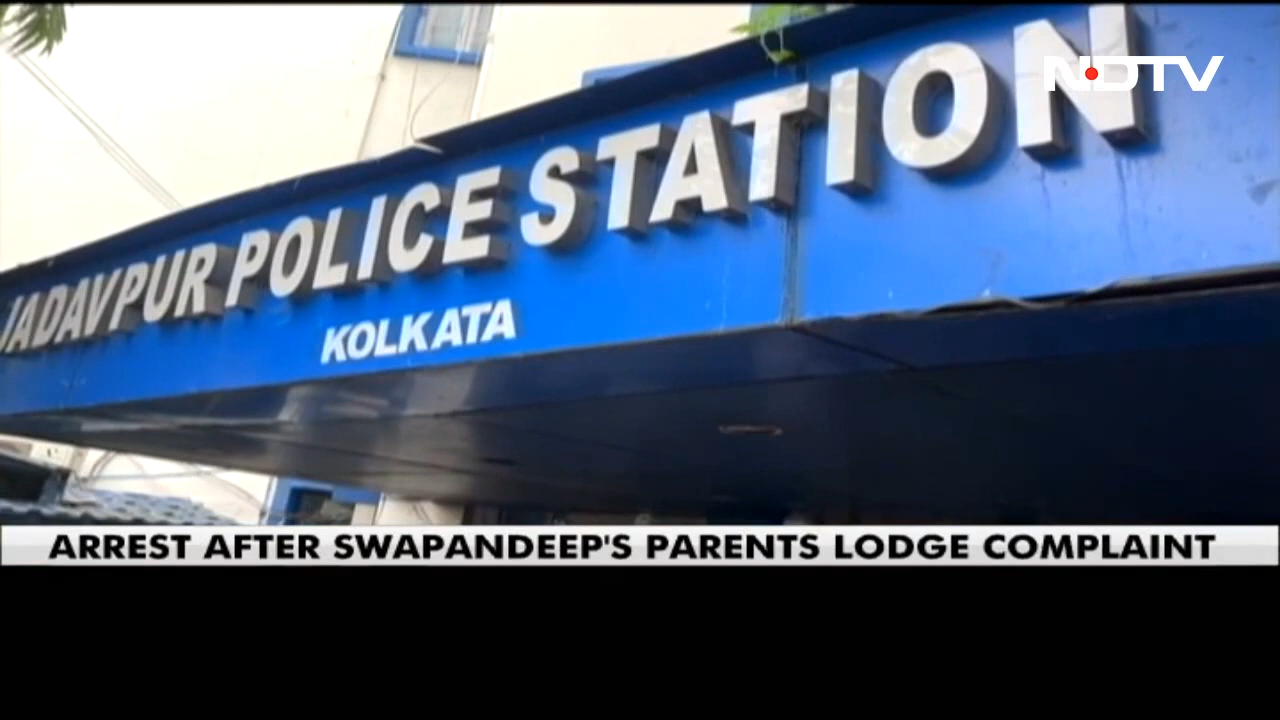 NDTV
JADAVPUR POLICE STATION
KOLKATA
ARREST AFTER SWAPANDEEP'S PARENTS LODGE COMPLAINT